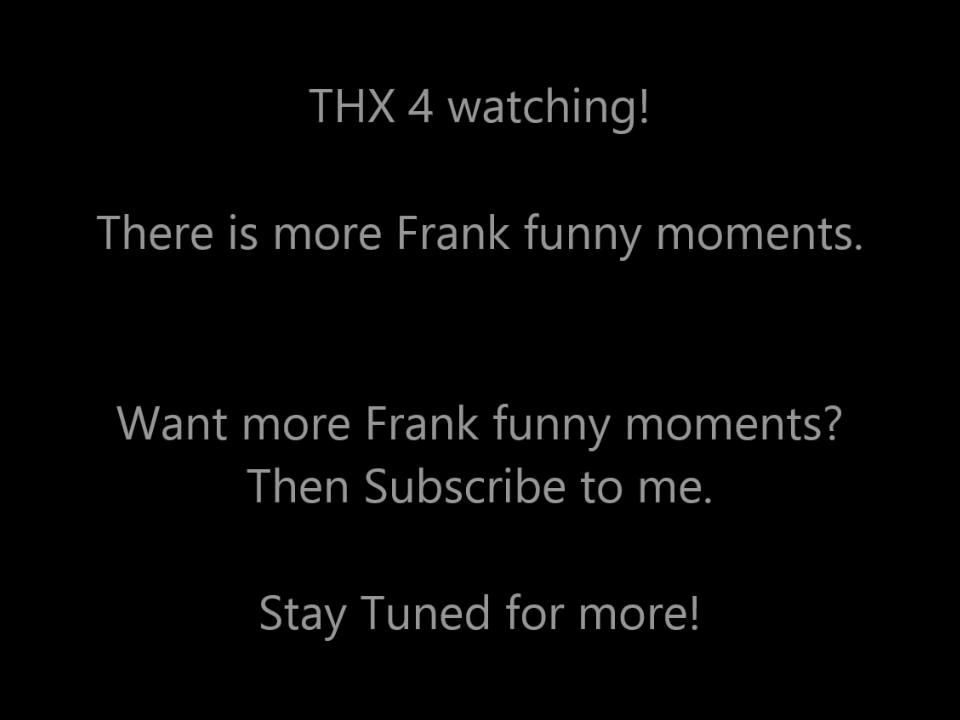 THX 4 watching!
There is more Frank funny moments.
Want more Frank funny moments?
Then Subscribe to me.
Stay Tuned for more!